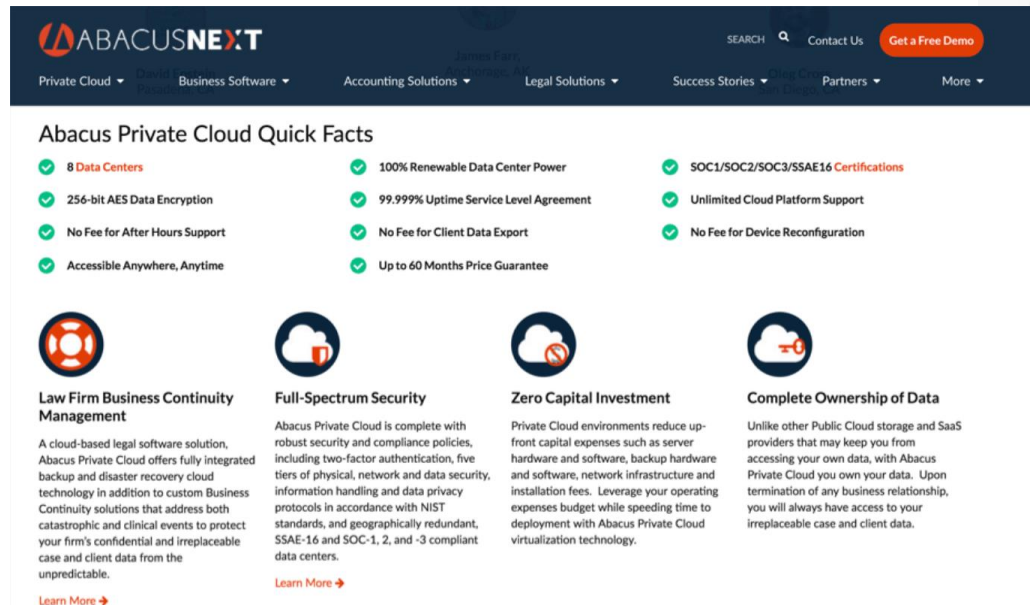 ABACUSNEXT
SEARCH Contact Us Get a Free Demo
James Farr,
Anchorage, AK
Private Cloud Business Software Accounting Solutions Legal Solutions Success Stories Partners More
Pasadena, CA
San Diego, CA
Abacus Private Cloud Quick Facts
8 Data Centers
100% Renewable Data Center Power
SOC1/SOC2/SOC3/SSAE16 Certifications
256-bit AES Data Encryption
99.999% Uptime Service Level Agreement
Unlimited Cloud Platform Support
No Fee for After Hours Support
No Fee for Client Data Export
No Fee for Device Reconfiguration
Accessible Anywhere, Anytime
Up to 60 Months Price Guarantee
Law Firm Business Continuity
Management
A cloud-based legal software solution,
Abacus Private Cloud offers fully integrated
backup and disaster recovery cloud
technology in addition to custom Business
Continuity solutions that address both
catastrophic and clinical events to protect
your firm's confidential and irreplaceable
case and client data from the
unpredictable.
Learn More →
Full-Spectrum Security
Abacus Private Cloud is complete with
robust security and compliance policies,
including two-factor authentication, five
tiers of physical, network and data security,
information handling and data privacy
protocols in accordance with NIST
standards, and geographically redundant,
SSAE-16 and SOC-1, 2, and -3 compliant
data centers.
Learn More →
Zero Capital Investment
Private Cloud environments reduce up-
front capital expenses such as server
hardware and software, backup hardware
and software, network infrastructure and
installation fees. Leverage your operating
expenses budget while speeding time to
deployment with Abacus Private Cloud
virtualization technology.
Complete Ownership of Data
Unlike other Public Cloud storage and SaaS
providers that may keep you from
accessing your own data, with Abacus
Private Cloud you own your data. Upon
termination of any business relationship,
you will always have access to your
irreplaceable case and client data.